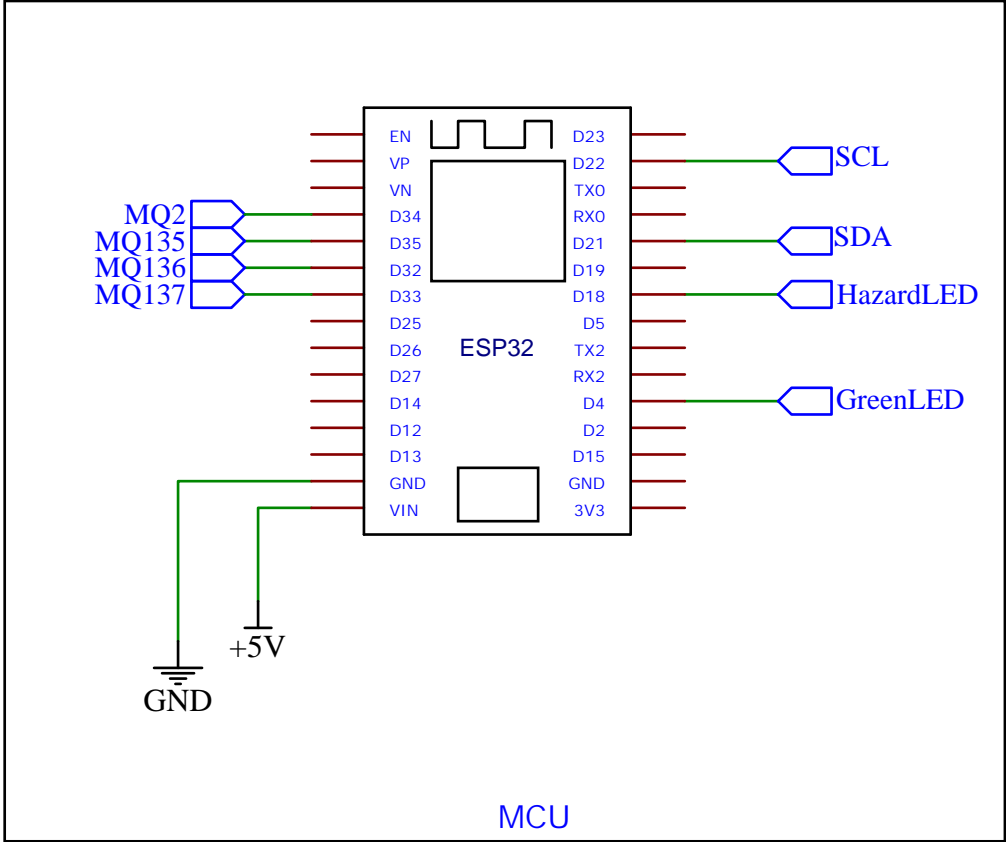 EN D23
VP D22 SCL
VN TX0
MQ2 D34 RX0
MQ135 D35 D21 SDA
MQ136 D32 D19
MQ137 D33 D18 HazardLED
D25 D5
D26 ESP32 TX2
D27 RX2
D14 D4 GreenLED
D12 D2
D13 D15
GND GND
VIN 3V3
+5V
GND
MCU